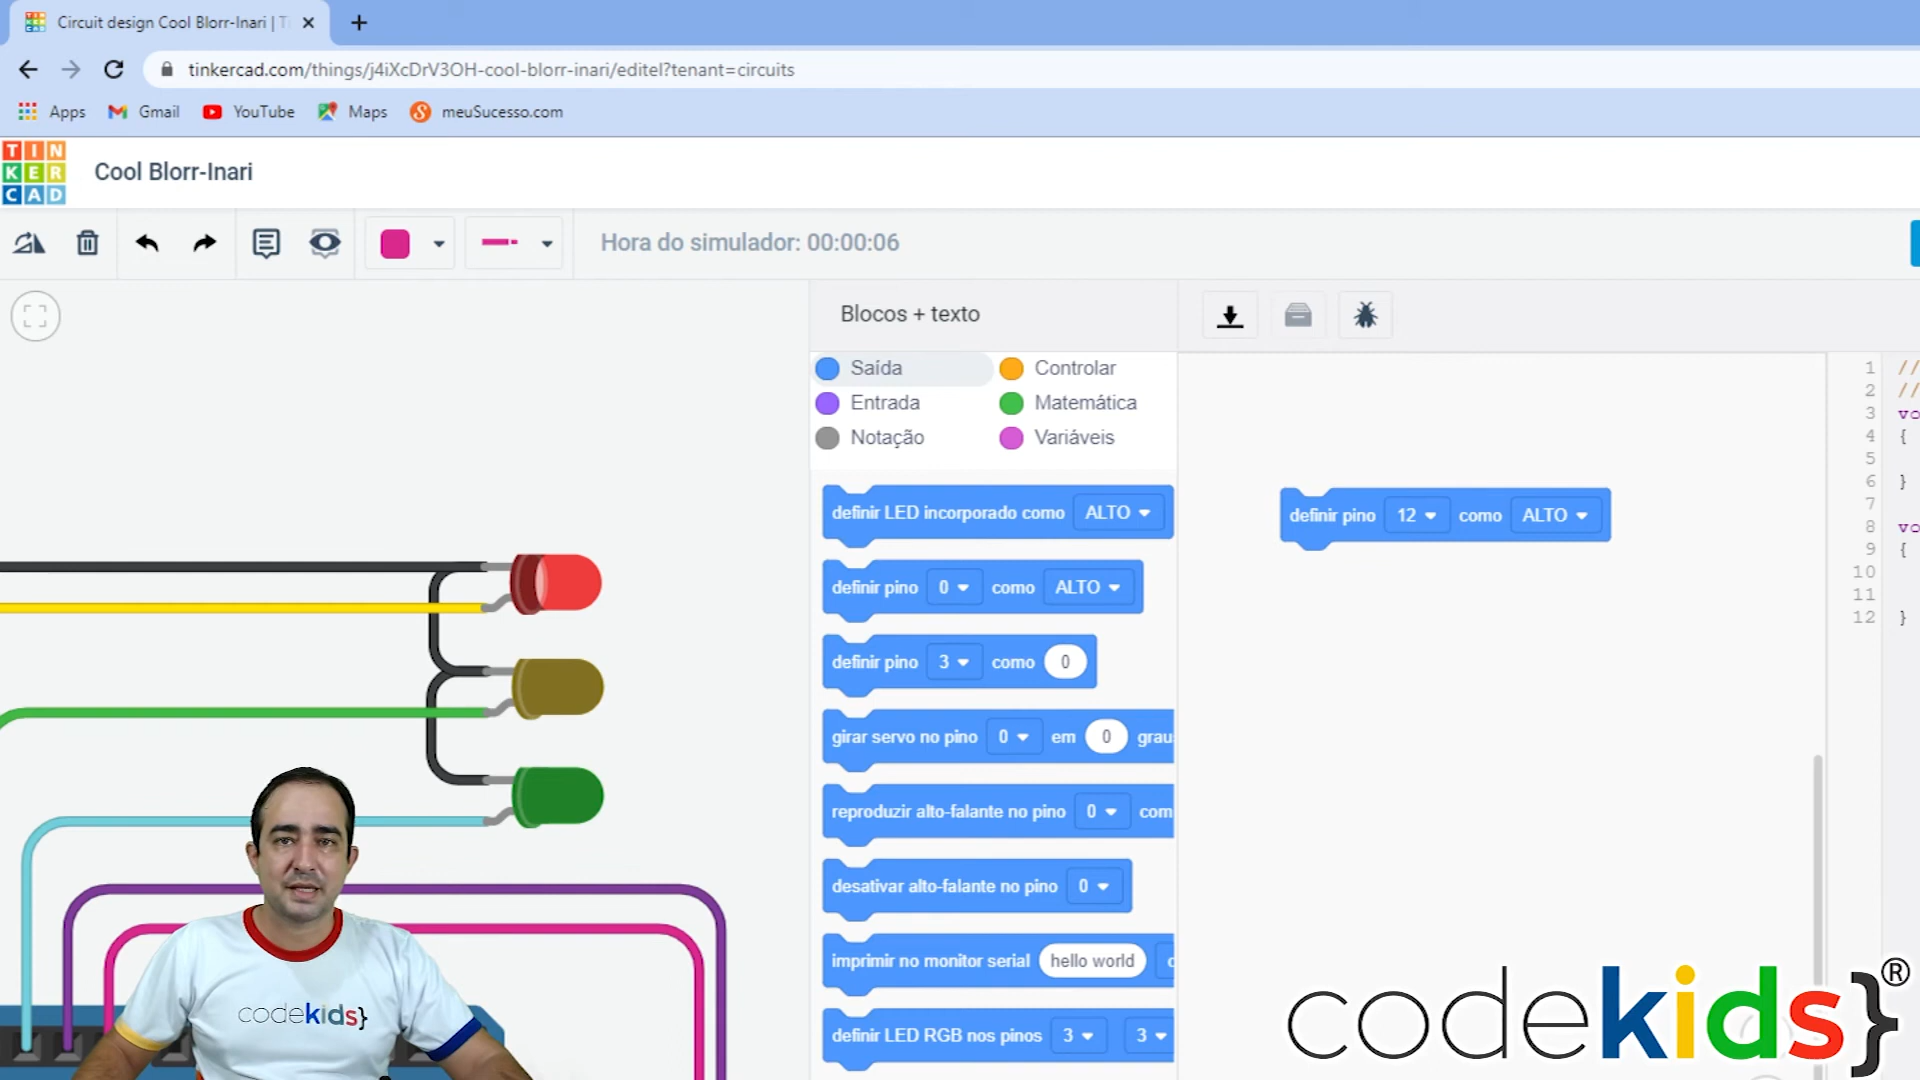 Circuit design Cool Blorr-Inari | T
tinkercad.com/things/j4iXcDrV3OH-cool-blorr-inari/editel?tenant=circuits
Apps
Gmail
YouTube
Maps
meuSucesso.com
TIN
KER
CAD
Cool Blorr-Inari
Hora do simulador: 00:00:06
Blocos + texto
Saída
Controlar
Entrada
Matemática
Notação
Variáveis
definir LED incorporado como ALTO
definir pino 0 como ALTO
definir pino 3 como 0
girar servo no pino 0 em 0 grau
reproduzir alto-falante no pino 0 com
desativar alto-falante no pino 0
imprimir no monitor serial hello world
definir LED RGB nos pinos 3 3
definir pino 12 como ALTO
1 //
2 //
3 vo
4 {
5
6 }
7
8 vo
9 {
10
11
12 }
codekids}
codekids}®